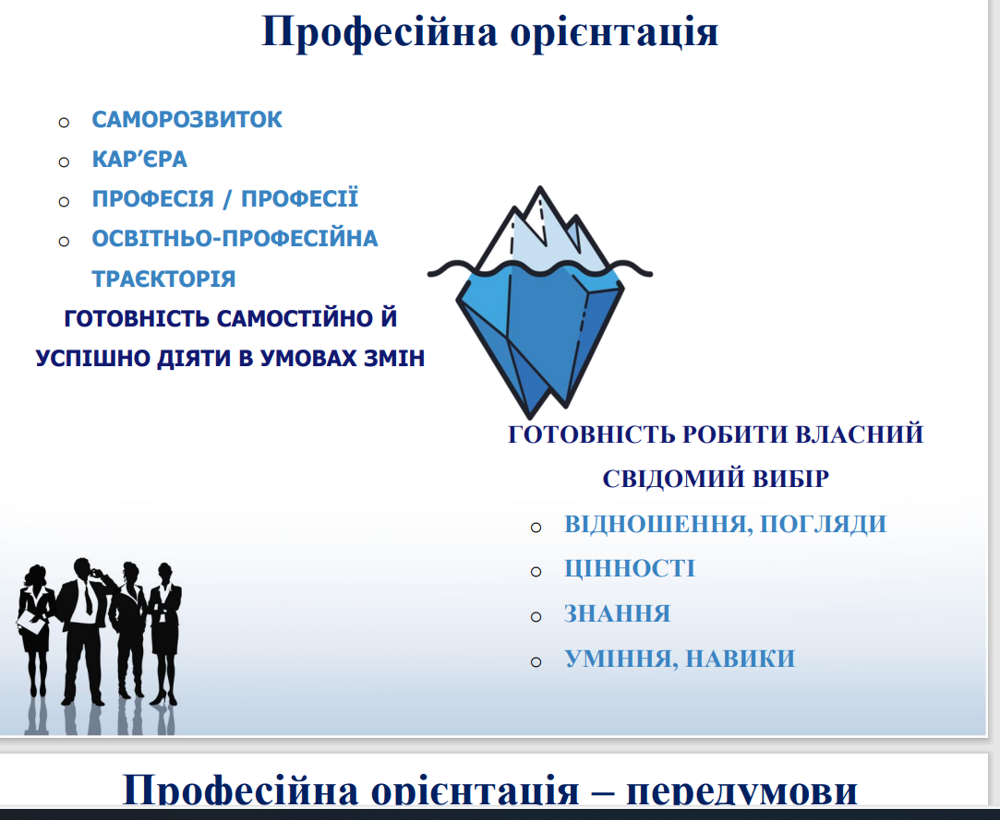 Професійна орієнтація
САМОРОЗВИТОК
КАР’ЄРА
ПРОФЕСІЯ / ПРОФЕСІЇ
ОСВІТНЬО-ПРОФЕСІЙНА
ТРАЄКТОРІЯ
ГОТОВНІСТЬ САМОСТІЙНО Й
УСПІШНО ДІЯТИ В УМОВАХ ЗМІН
ГОТОВНІСТЬ РОБИТИ ВЛАСНИЙ
СВІДОМИЙ ВИБІР
ВІДНОШЕННЯ, ПОГЛЯДИ
ЦІННОСТІ
ЗНАННЯ
УМІННЯ, НАВИКИ
Професійна орієнтація – передумови